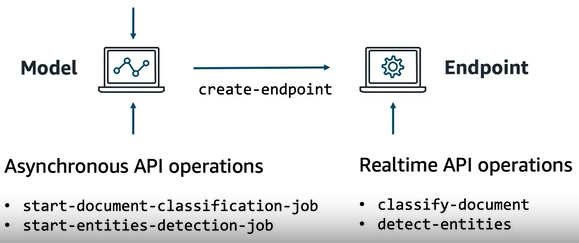 Model
Endpoint
create-endpoint
Asynchronous API operations
• start-document-classification-job
• start-entities-detection-job
Realtime API operations
• classify-document
• detect-entities